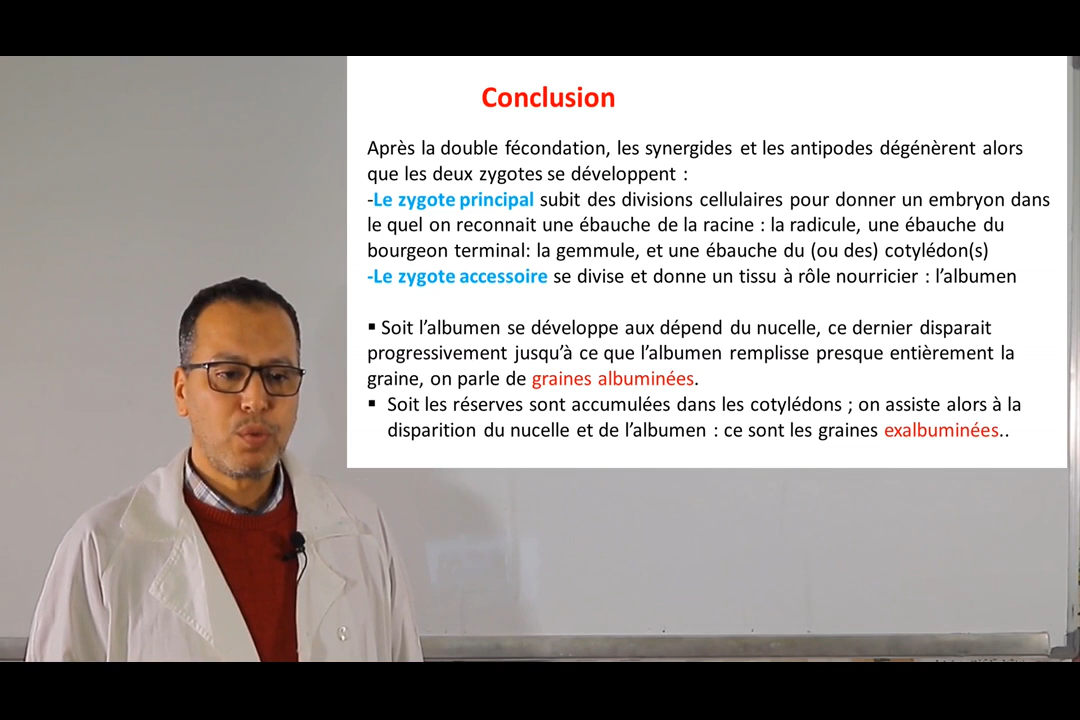 Conclusion
Après la double fécondation, les synergides et les antipodes dégénèrent alors
que les deux zygotes se développent :
-Le zygote principal subit des divisions cellulaires pour donner un embryon dans
le quel on reconnait une ébauche de la racine : la radicule, une ébauche du
bourgeon terminal: la gemmule, et une ébauche du (ou des) cotylédon(s)
-Le zygote accessoire se divise et donne un tissu à rôle nourricier : l’albumen
▪ Soit l’albumen se développe aux dépend du nucelle, ce dernier disparait
progressivement jusqu’à ce que l’albumen remplisse presque entièrement la
graine, on parle de graines albuminées.
▪ Soit les réserves sont accumulées dans les cotylédons ; on assiste alors à la
disparition du nucelle et de l’albumen : ce sont les graines exalbuminées..